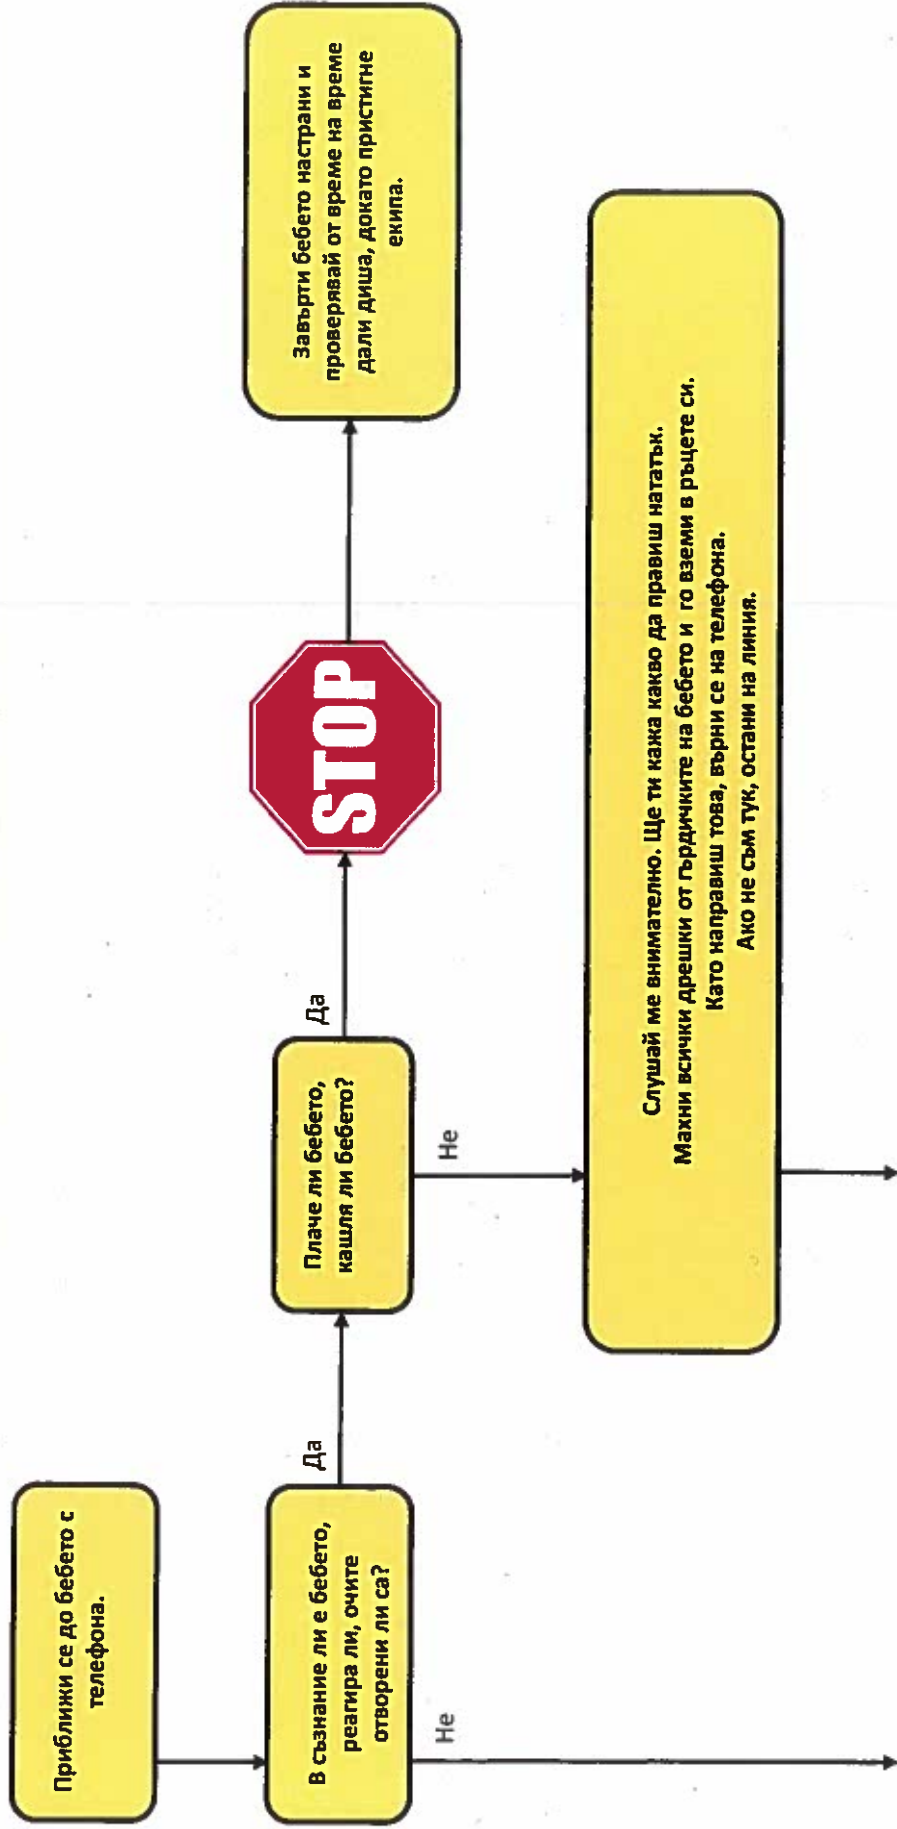 Приближи се до бебето с
телефона.
В съзнание ли е бебето,
реагира ли, очите
отворени ли са?
Да
Не
Плаче ли бебето,
кашля ли бебето?
Да
Не
STOP
Завърти бебето настрани и
проверявай от време на време
дали диша, докато пристигне
екипа.
Слушай ме внимателно. Ще ти кажа какво да правиш нататък.
Махни всички дрешки от гърдичките на бебето и го вземи в ръцете си.
Като направиш това, върни се на телефона.
Ако не съм тук, остани на линия.